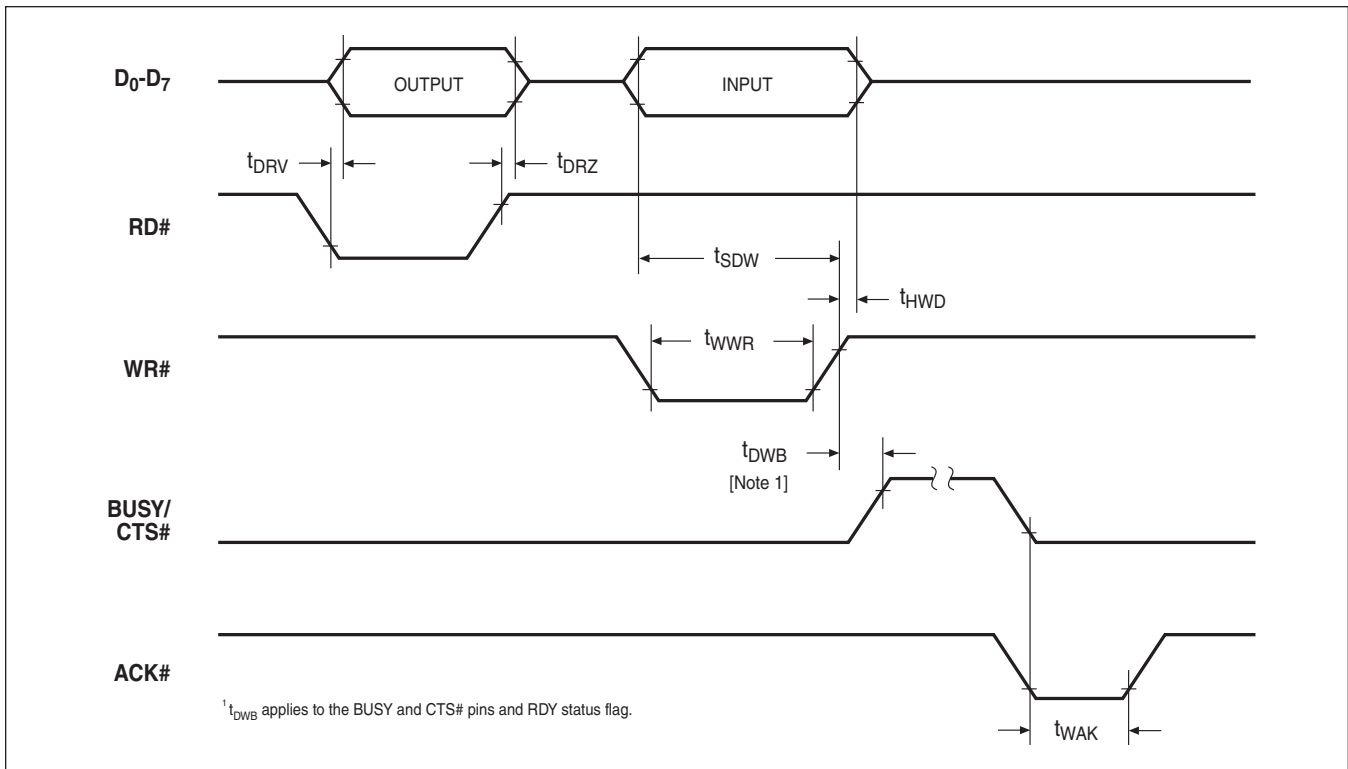 D0-D7
OUTPUT
INPUT
tDRV
tDRZ
RD#
tSDW
tHWD
WR#
tWWR
tDWB
[Note 1]
BUSY/
CTS#
ACK#
1 tDWB applies to the BUSY and CTS# pins and RDY status flag.
tWAK